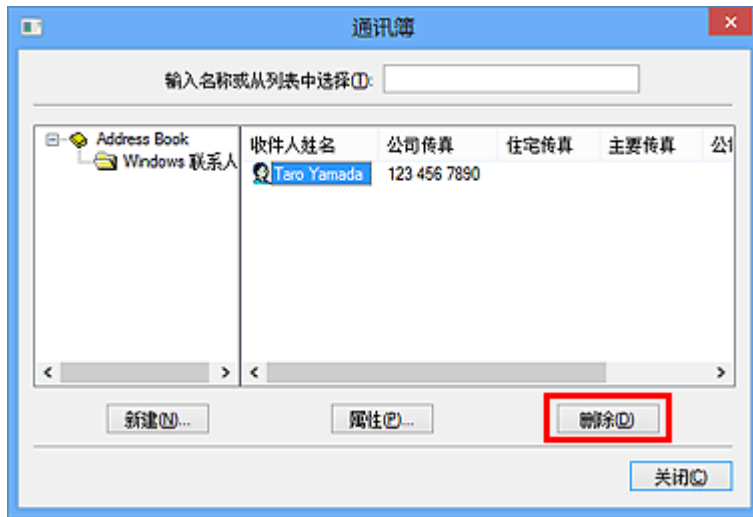 通讯簿
输入名称或从列表中选择(T):
Address Book
Windows 联系人
收件人姓名 公司传真 住宅传真 主要传真
Taro Yamada 123 456 7890
新建(N)... 属性(P)... 删除(D)
关闭(C)